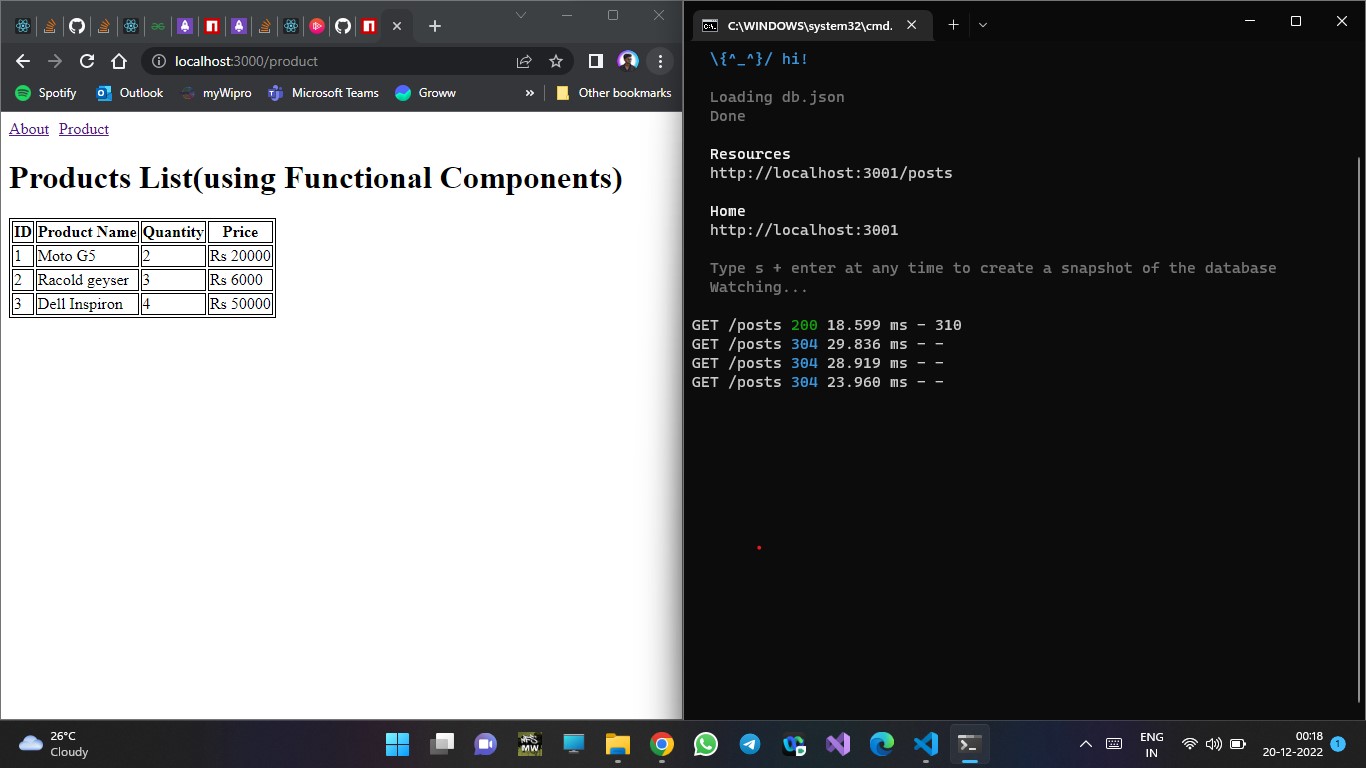 localhost:3000/product
Spotify Outlook myWipro Microsoft Teams Groww » Other bookmarks
About Product
Products List(using Functional Components)
ID Product Name Quantity Price
1 Moto G5 2 Rs 20000
2 Racold geyser 3 Rs 6000
3 Dell Inspiron 4 Rs 50000
C:\WINDOWS\system32\cmd.
\{^_^}/ hi!
Loading db.json
Done
Resources
http://localhost:3001/posts
Home
http://localhost:3001
Type s + enter at any time to create a snapshot of the database
Watching...
GET /posts 200 18.599 ms - 310
GET /posts 304 29.836 ms - -
GET /posts 304 28.919 ms - -
GET /posts 304 23.960 ms - -
26°C
Cloudy
MW
ENG
IN
00:18
20-12-2022
1